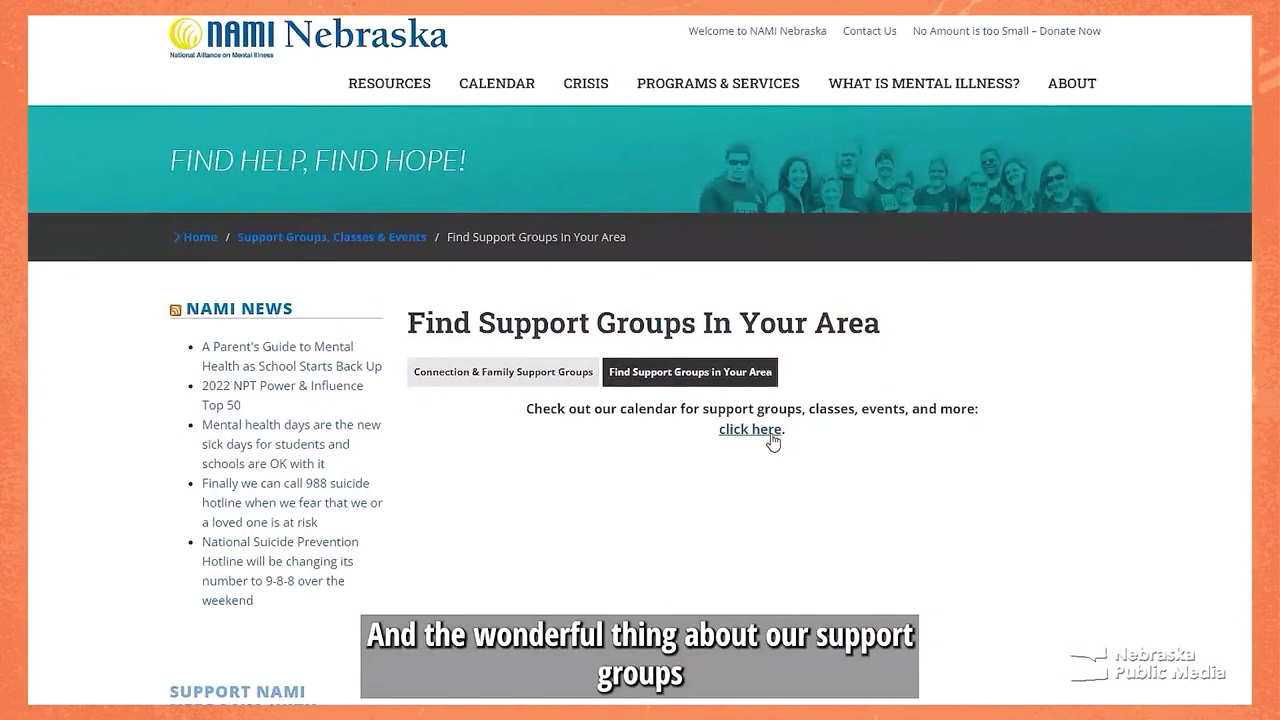 NAMI Nebraska
National Alliance on Mental Illness
Welcome to NAMI Nebraska
Contact Us
No Amount is too Small – Donate Now
RESOURCES
CALENDAR
CRISIS
PROGRAMS & SERVICES
WHAT IS MENTAL ILLNESS?
ABOUT
FIND HELP, FIND HOPE!
Home / Support Groups, Classes & Events / Find Support Groups In Your Area
NAMI NEWS
A Parent's Guide to Mental
Health as School Starts Back Up
2022 NPT Power & Influence
Top 50
Mental health days are the new
sick days for students and
schools are OK with it
Finally we can call 988 suicide
hotline when we fear that we or
a loved one is at risk
National Suicide Prevention
Hotline will be changing its
number to 9-8-8 over the
weekend
SUPPORT NAMI
Find Support Groups In Your Area
Connection & Family Support Groups
Find Support Groups in Your Area
Check out our calendar for support groups, classes, events, and more:
click here.
And the wonderful thing about our support
groups
Nebraska
Public Media